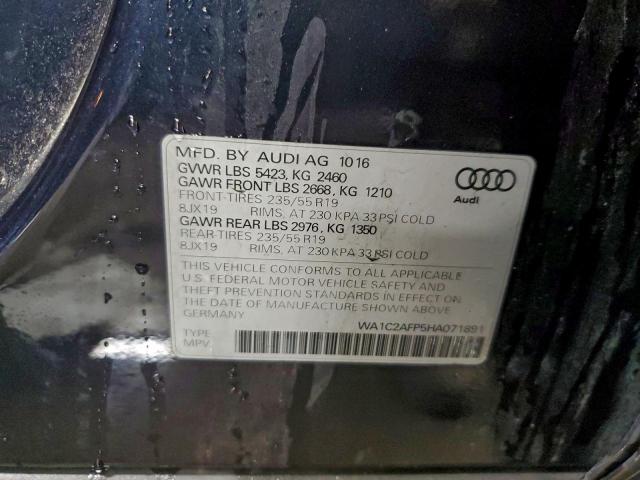 MFD. BY AUDI AG 10 16
GVWR LBS 5423, KG 2460
GAWR FRONT LBS 2668, KG 1210
FRONT-TIRES 235/55 R19
8JX19 RIMS, AT 230 KPA 33 PSI COLD
GAWR REAR LBS 2976, KG 1350
REAR-TIRES 235/55 R19
8JX19 RIMS, AT 230 KPA 33 PSI COLD
Audi
THIS VEHICLE CONFORMS TO ALL APPLICABLE
U.S. FEDERAL MOTOR VEHICLE SAFETY AND
THEFT PREVENTION STANDARDS IN EFFECT ON
THE DATE OF MANUFACTURE SHOWN ABOVE
GERMANY
WA1C2AFP5HA071891
TYPE
MPV